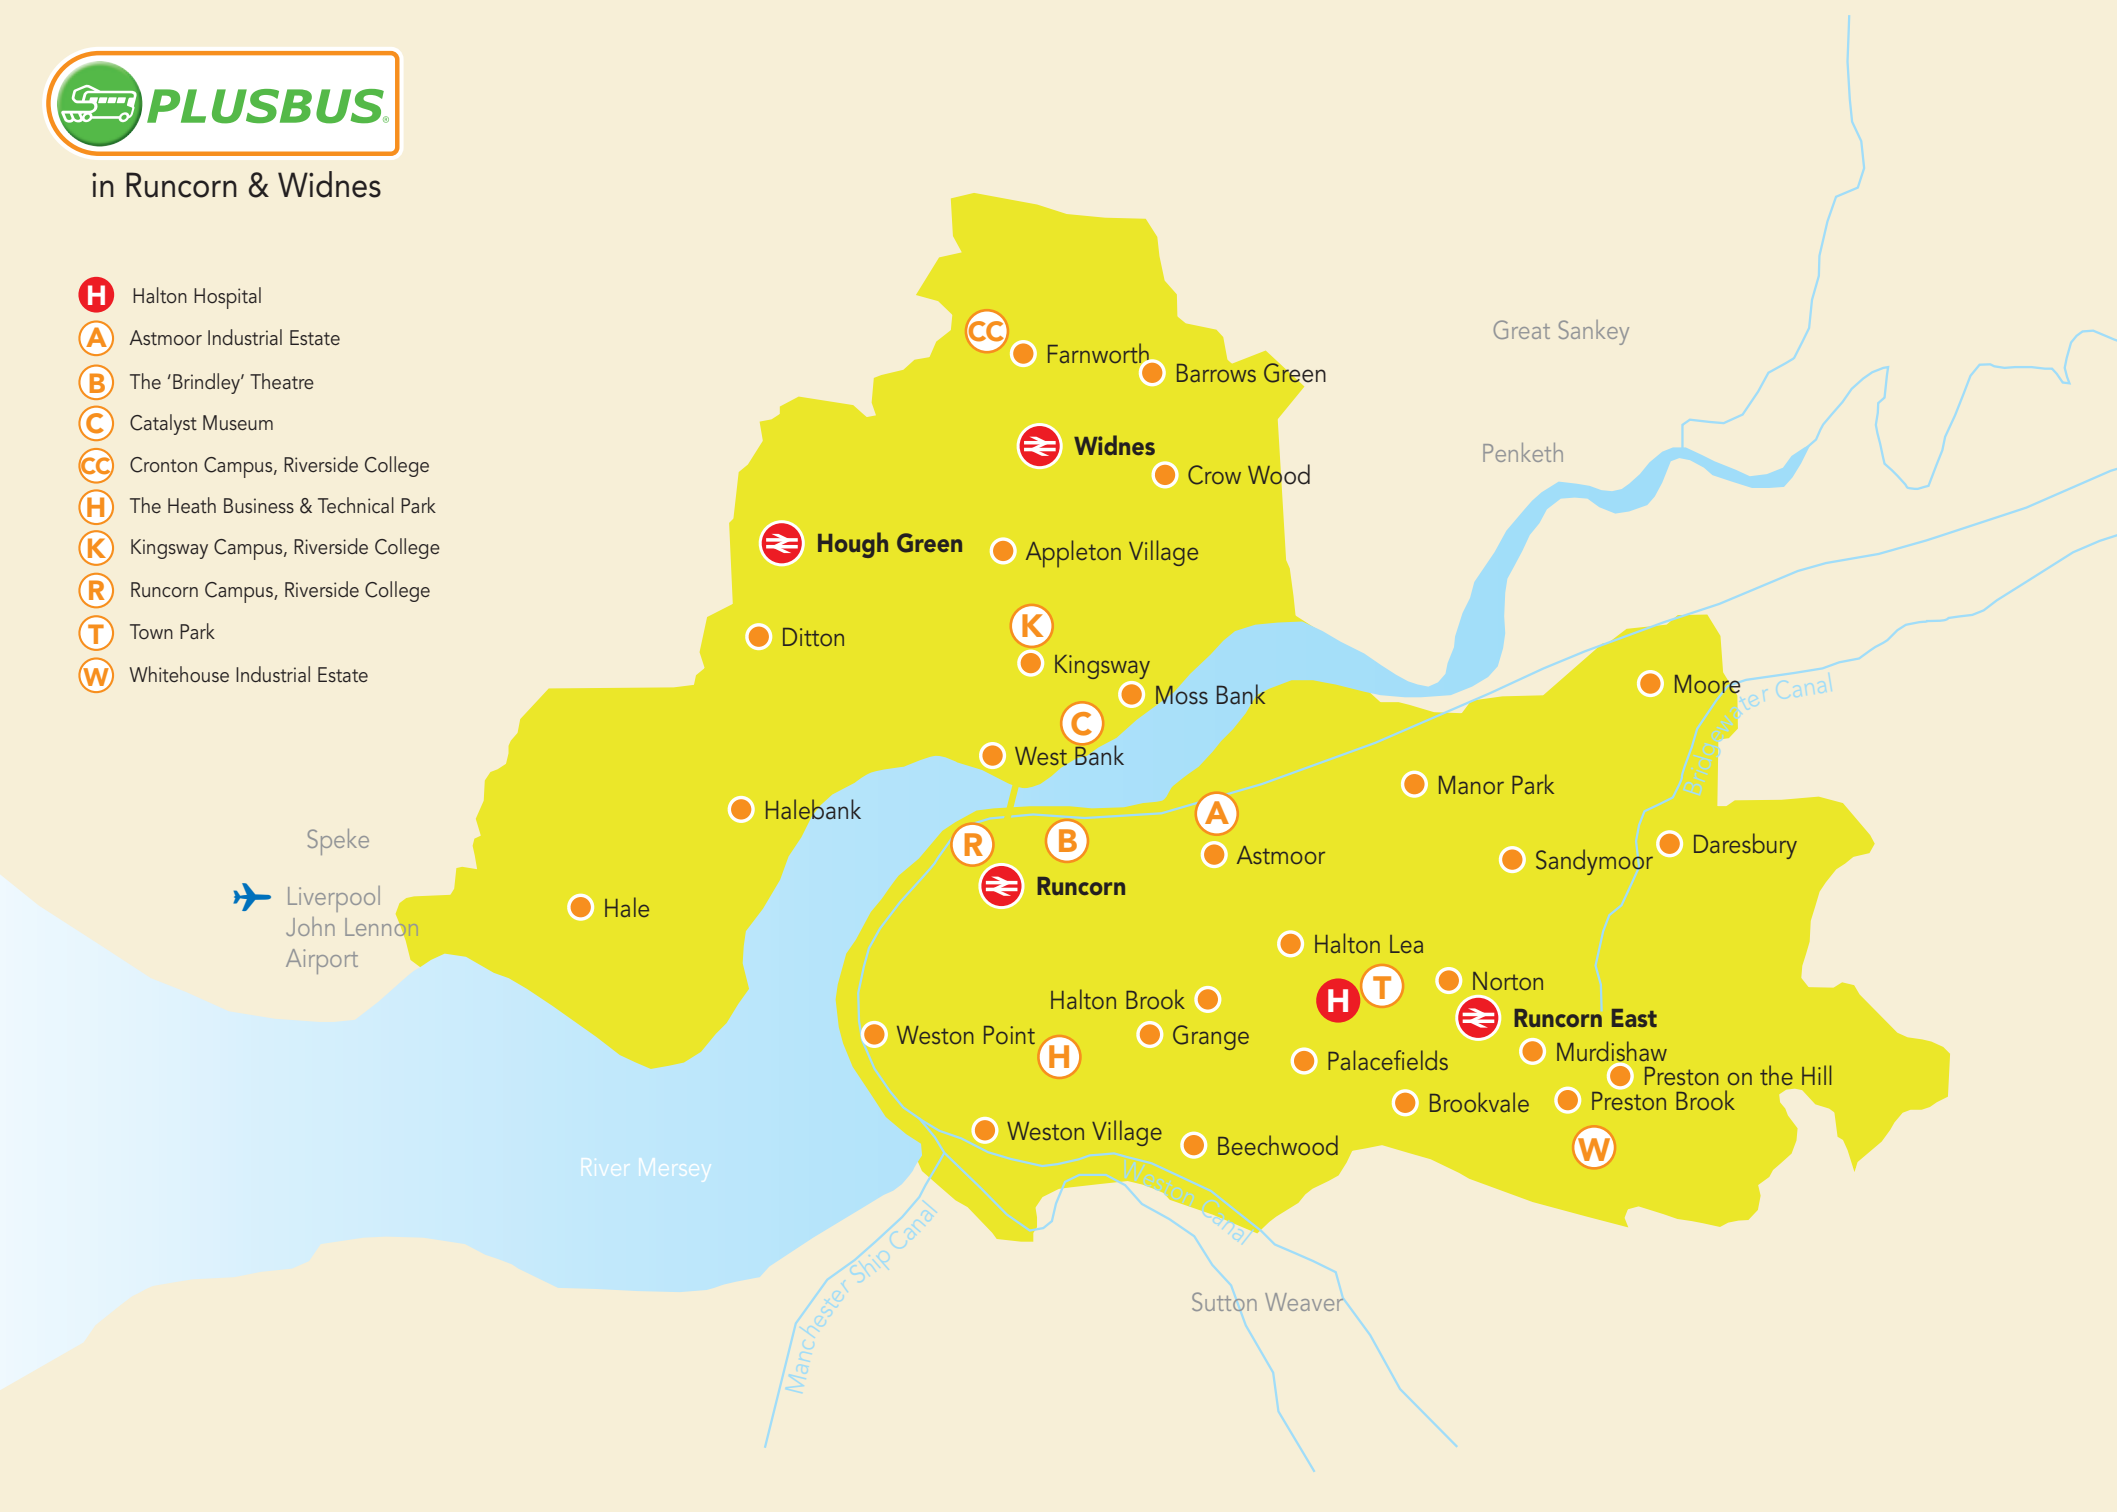 PLUSBUS®
in Runcorn & Widnes
H Halton Hospital
A Astmoor Industrial Estate
B The ‘Brindley’ Theatre
C Catalyst Museum
CC Cronton Campus, Riverside College
H The Heath Business & Technical Park
K Kingsway Campus, Riverside College
R Runcorn Campus, Riverside College
T Town Park
W Whitehouse Industrial Estate
Great Sankey
CC
Farnworth
Barrows Green
Widnes
Penketh
Crow Wood
Hough Green
Appleton Village
K
Ditton
Kingsway
Moss Bank
Moore
Bridgewater Canal
C
West Bank
Manor Park
Halebank
A
Speke
R
B
Astmoor
Sandymoor
Daresbury
Runcorn
Liverpool
John Lennon
Airport
Hale
Halton Lea
Norton
T
H
Halton Brook
Runcorn East
Weston Point
Grange
H
Murdishaw
Palacefields
Preston on the Hill
Brookvale
Preston Brook
Weston Village
Beechwood
W
River Mersey
Weston Canal
Manchester Ship Canal
Sutton Weaver